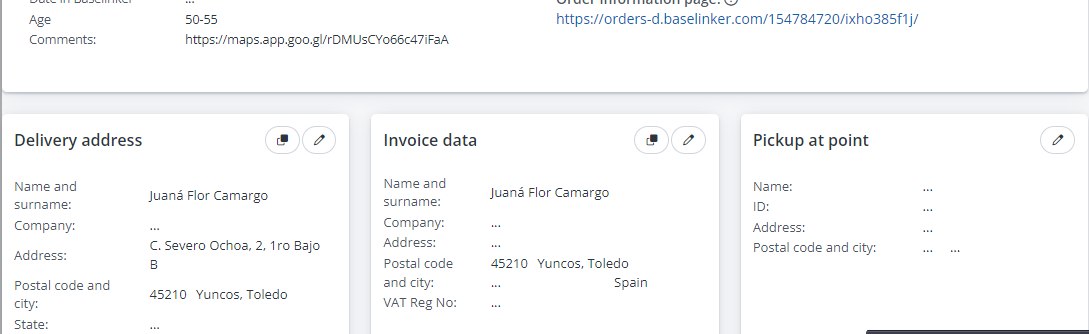 Date in Baselinker ...
Order information page:
Age 50-55
https://orders-d.baselinker.com/154784720/ixho385f1j/
Comments: https://maps.app.goo.gl/rDMUsCYo66c47iFaA
Delivery address
Name and surname: Juaná Flor Camargo
Company: ...
Address: C. Severo Ochoa, 2, 1ro Bajo
B
Postal code and city: 45210 Yuncos, Toledo
State: ...
Invoice data
Name and surname: Juaná Flor Camargo
Company: ...
Address: ...
Postal code and city: 45210 Yuncos, Toledo
... Spain
VAT Reg No: ...
Pickup at point
Name: ...
ID: ...
Address: ...
Postal code and city: ... ...